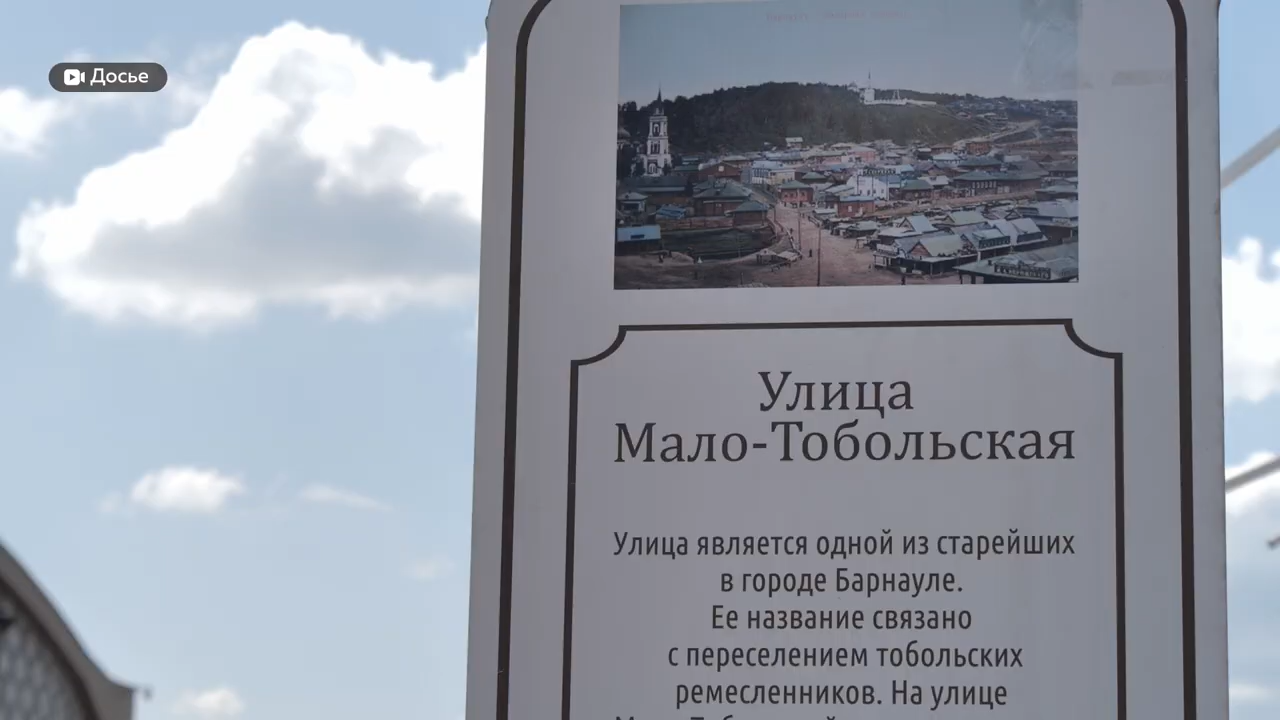 Досье
Улица
Мало-Тобольская
Улица является одной из старейших
в городе Барнауле.
Ее название связано
с переселением тобольских
ремесленников. На улице